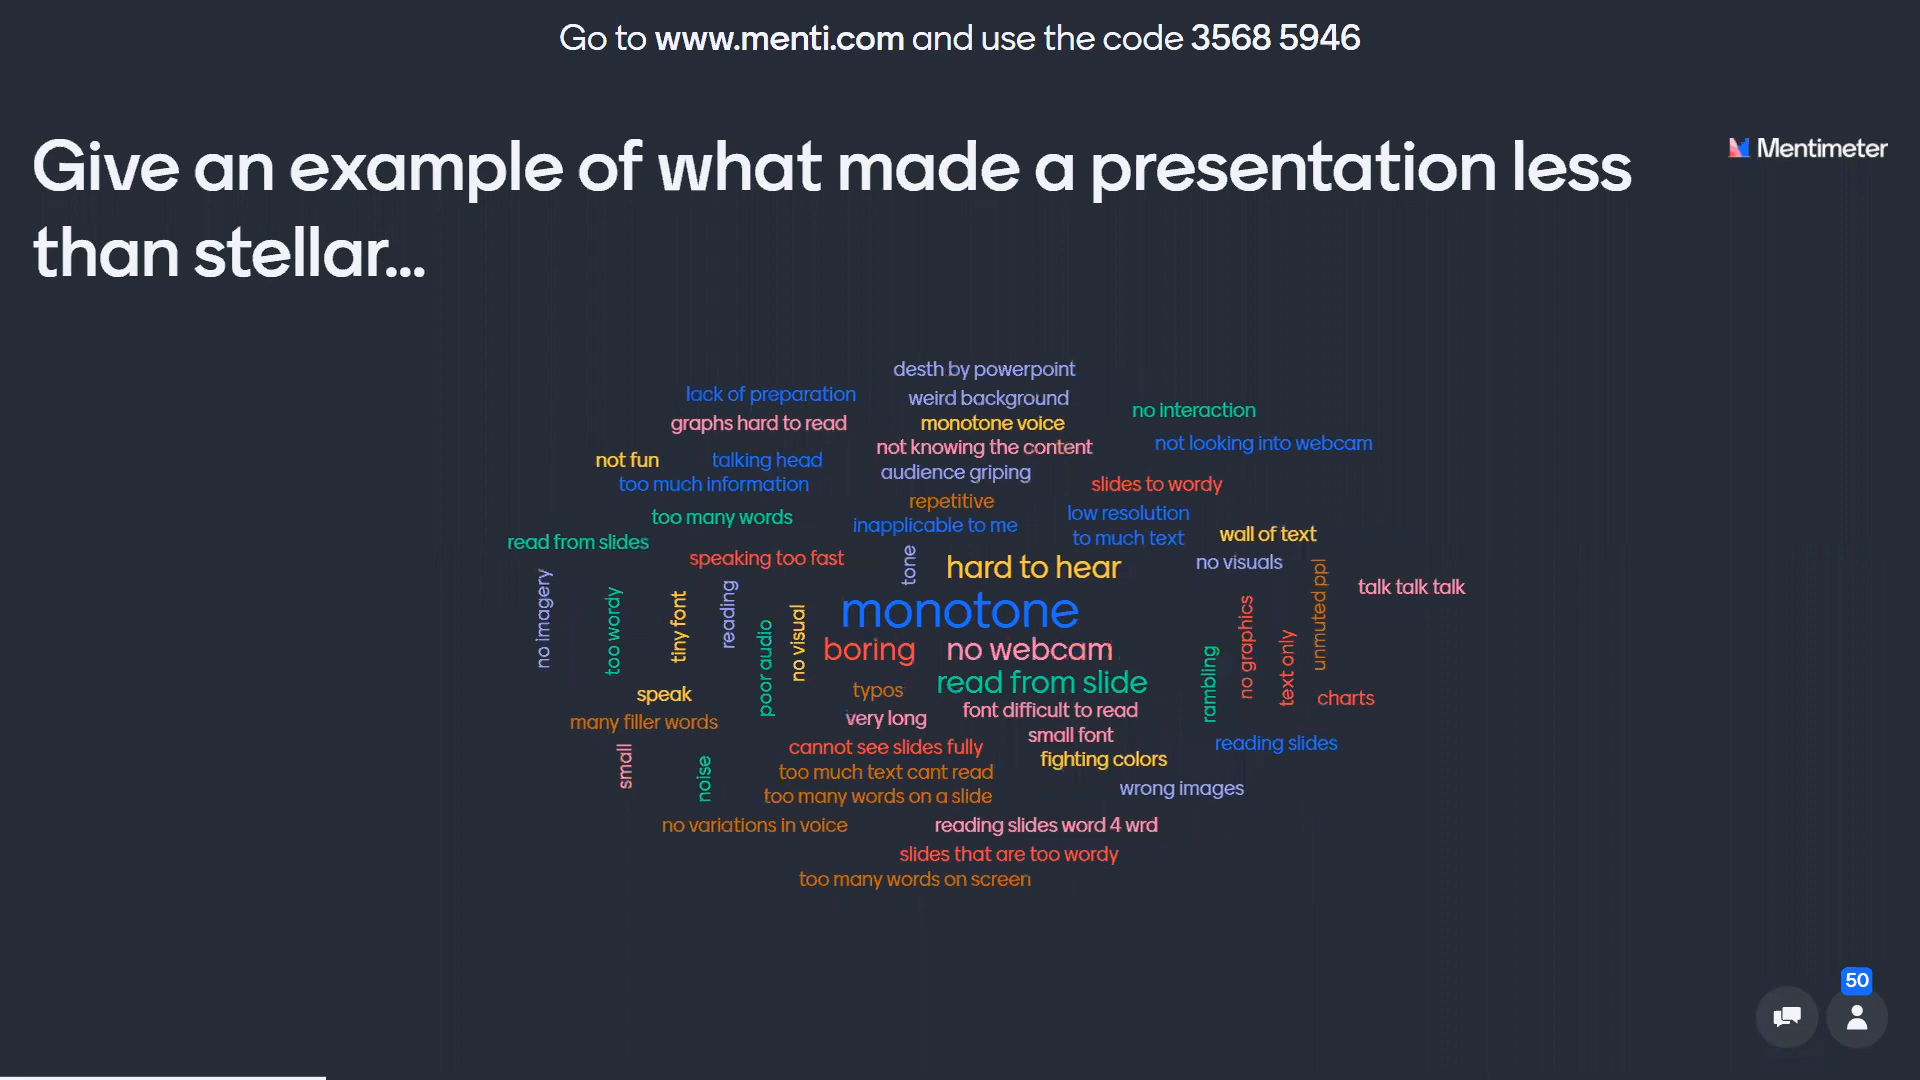 Go to www.menti.com and use the code 3568 5946
Give an example of what made a presentation less
than stellar...
Mentimeter
desth by powerpoint
lack of preparation
weird background
no interaction
graphs hard to read
monotone voice
not looking into webcam
not knowing the content
not fun
talking head
audience griping
too much information
slides to wordy
repetitive
low resolution
too many words
inapplicable to me
wall of text
to much text
read from slides
speaking too fast
tone
hard to hear
no visuals
no imagery
too wordy
tiny font
reading
poor audio
no visual
monotone
unmuted ppl
talk talk talk
boring
no webcam
no graphics
text only
rambling
read from slide
speak
typos
charts
many filler words
very long
font difficult to read
small font
reading slides
small
noise
cannot see slides fully
fighting colors
too much text cant read
wrong images
too many words on a slide
no variations in voice
reading slides word 4 wrd
slides that are too wordy
too many words on screen
50